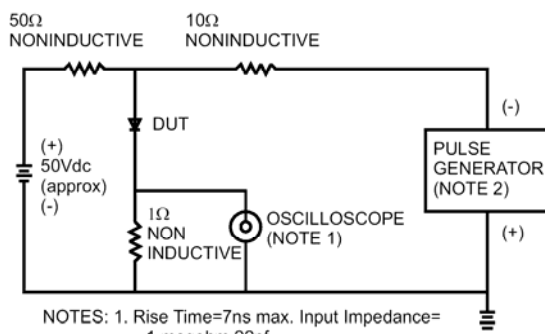 50Ω
NONINDUCTIVE
10Ω
NONINDUCTIVE
(+)
50Vdc
(approx)
(-)
DUT
1Ω
NON
INDUCTIVE
OSCILLOSCOPE
(NOTE 1)
(-)
PULSE
GENERATOR
(NOTE 2)
(+)
NOTES: 1. Rise Time=7ns max. Input Impedance=